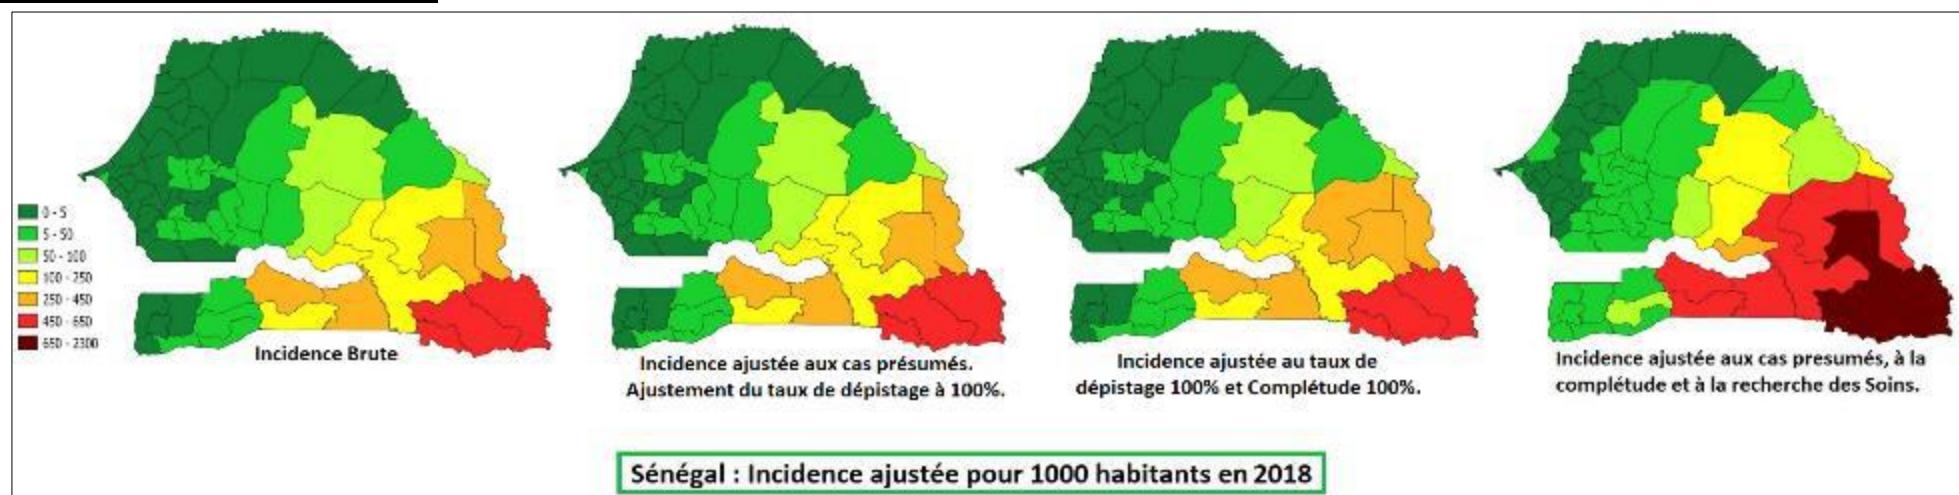 0 - 5
5 - 50
50 - 100
100 - 250
250 - 450
450 - 650
650 - 2300
Incidence Brute
Incidence ajustée aux cas présumés.
Ajustement du taux de dépistage à 100%.
Incidence ajustée au taux de
dépistage 100% et Complétude 100%.
Incidence ajustée aux cas presumés, à la
complétude et à la recherche des Soins.
Sénégal : Incidence ajustée pour 1000 habitants en 2018